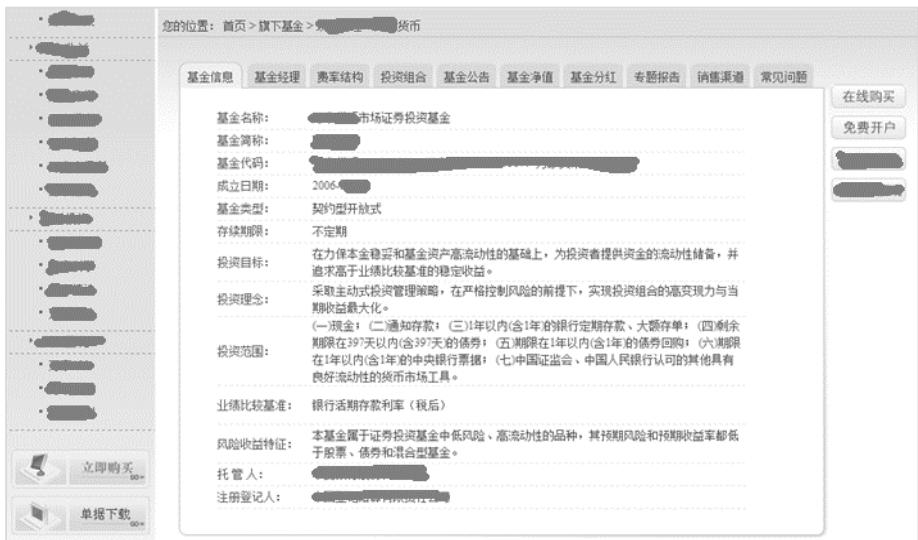 您的位置：首页>旗下基金>
货币
基金信息 基金经理 费率结构 投资组合 基金公告 基金净值 基金分红 专题报告 销售渠道 常见问题
在线购买
免费开户
基金名称： 市场证券投资基金
基金简称：
基金代码：
成立日期： 2006
基金类型： 契约型开放式
存续期限： 不定期
投资目标： 在力保本金稳妥和基金资产高流动性的基础上，为投资者提供资金的流动性储备，并
追求高于业绩比较基准的稳定收益。
投资理念： 采取主动式投资管理策略，在严格控制风险的前提下，实现投资组合的高变现力与当
期收益最大化。
投资范围： (一)现金；(二)通知存款；(三)1年以内(含1年)的银行定期存款、大额存单；(四)剩余
期限在397天以内(含397天)的债券；(五)期限在1年以内(含1年)的债券回购；(六)期限
在1年以内(含1年)的中央银行票据；(七)中国证监会、中国人民银行认可的其他具有
良好流动性的货币市场工具。
业绩比较基准： 银行活期存款利率（税后）
风险收益特征： 本基金属于证券投资基金中低风险、高流动性的品种，其预期风险和预期收益率都低
于股票、债券和混合型基金。
托 管 人：
注册登记人：
立即购买
GO
单据下载
GO